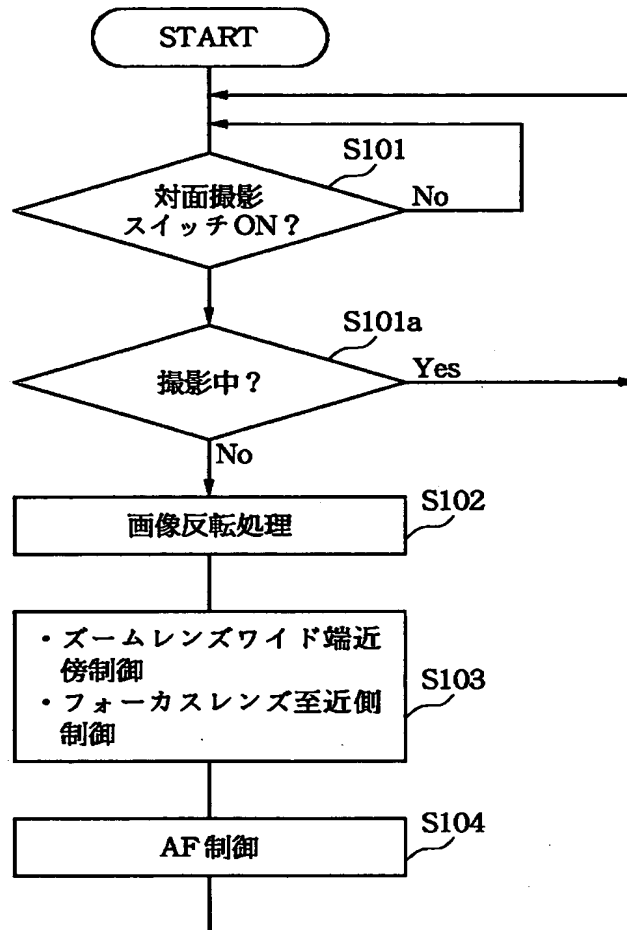 START
S101
対面撮影
スイッチON?
No
S101a
撮影中?
Yes
No
S102
画像反転処理
・ズームレンズワイド端近
傍制御
S103
・フォーカスレンズ至近側
制御
S104
AF制御